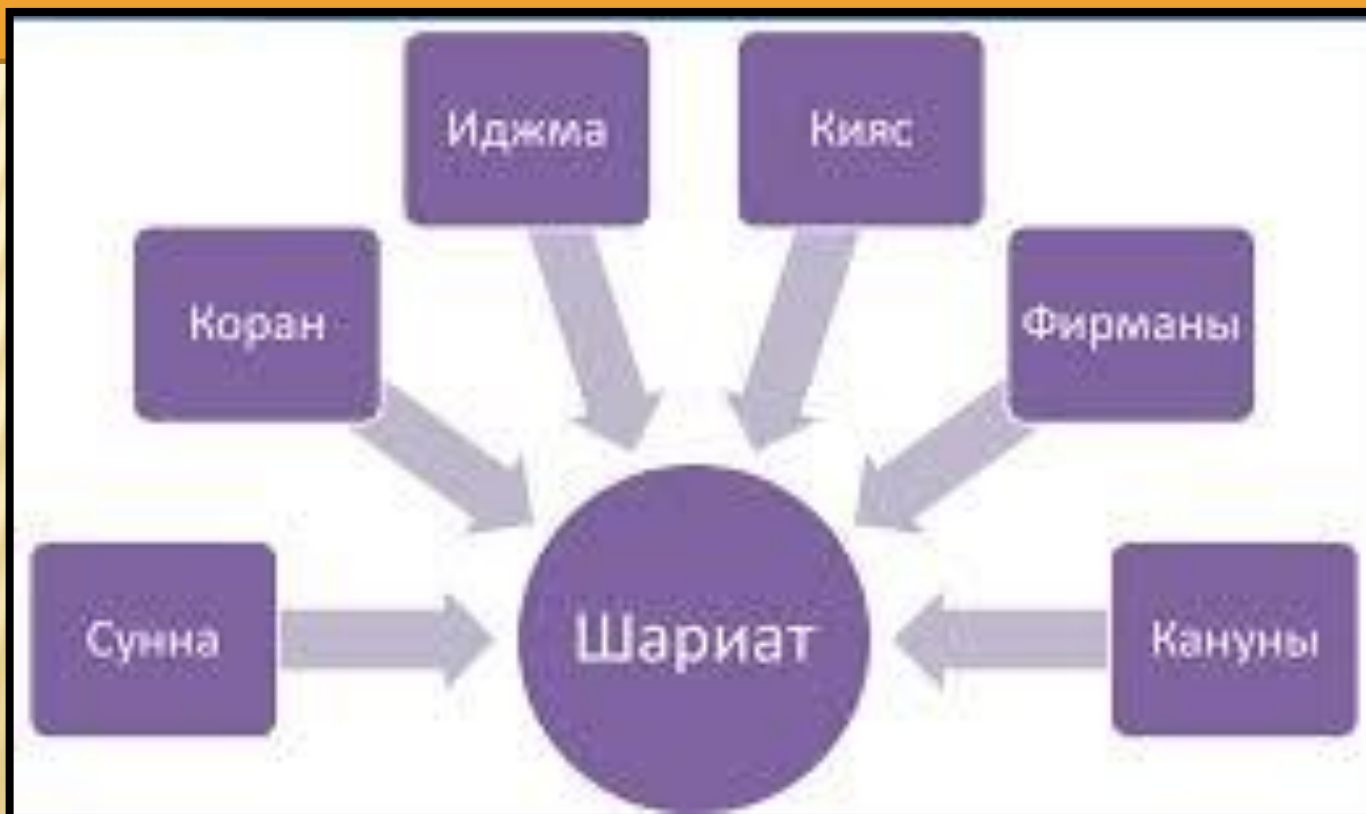 Иджма
Кияс
Коран
Фирманы
Сунна
Шариат
Кануны